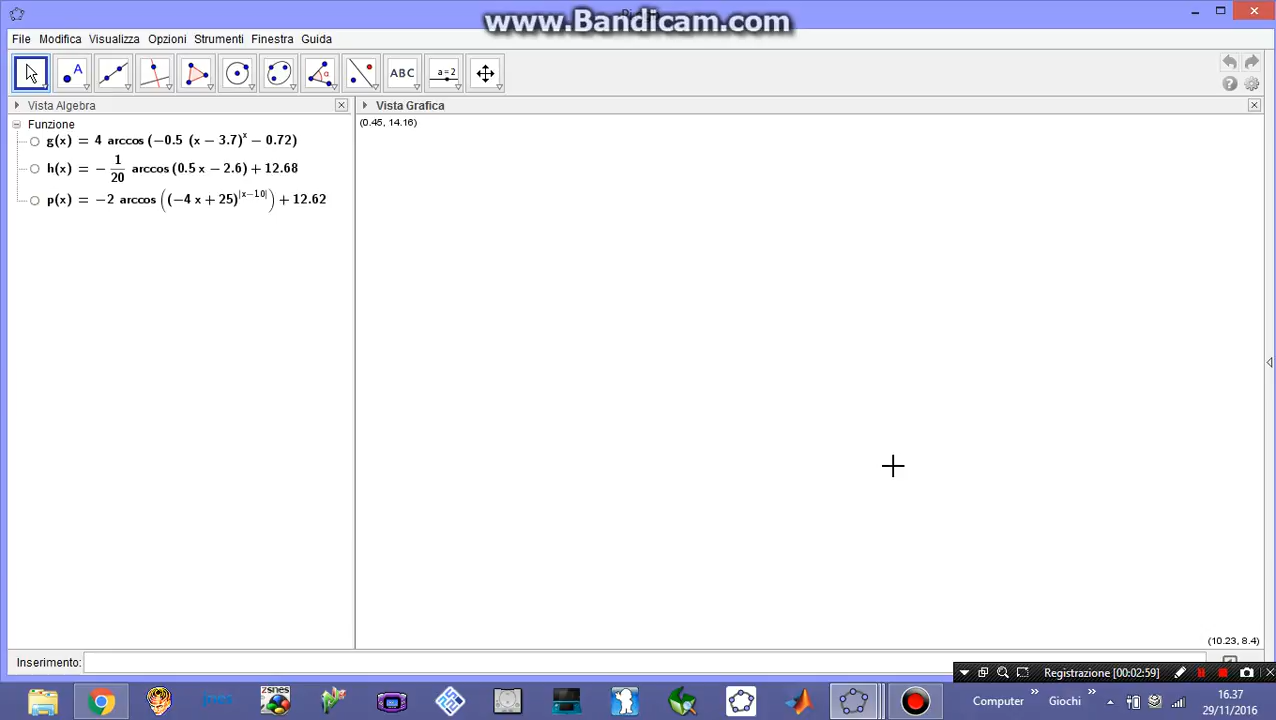 www.Bandicam.com
File Modifica Visualizza Opzioni Strumenti Finestra Guida
A α ABC a=2
Vista Algebra
Vista Grafica
(0.45, 14.16)
Funzione
g(x) = 4 arccos (−0.5 (x − 3.7)^x − 0.72)
h(x) = − 1/20 arccos (0.5 x − 2.6) + 12.68
p(x) = −2 arccos ((−4 x + 25)^|x−10|) + 12.62
(10.23, 8.4)
Inserimento:
Registrazione [00:02:59]
jnes
zsnes
Computer
Giochi
16.37
29/11/2016